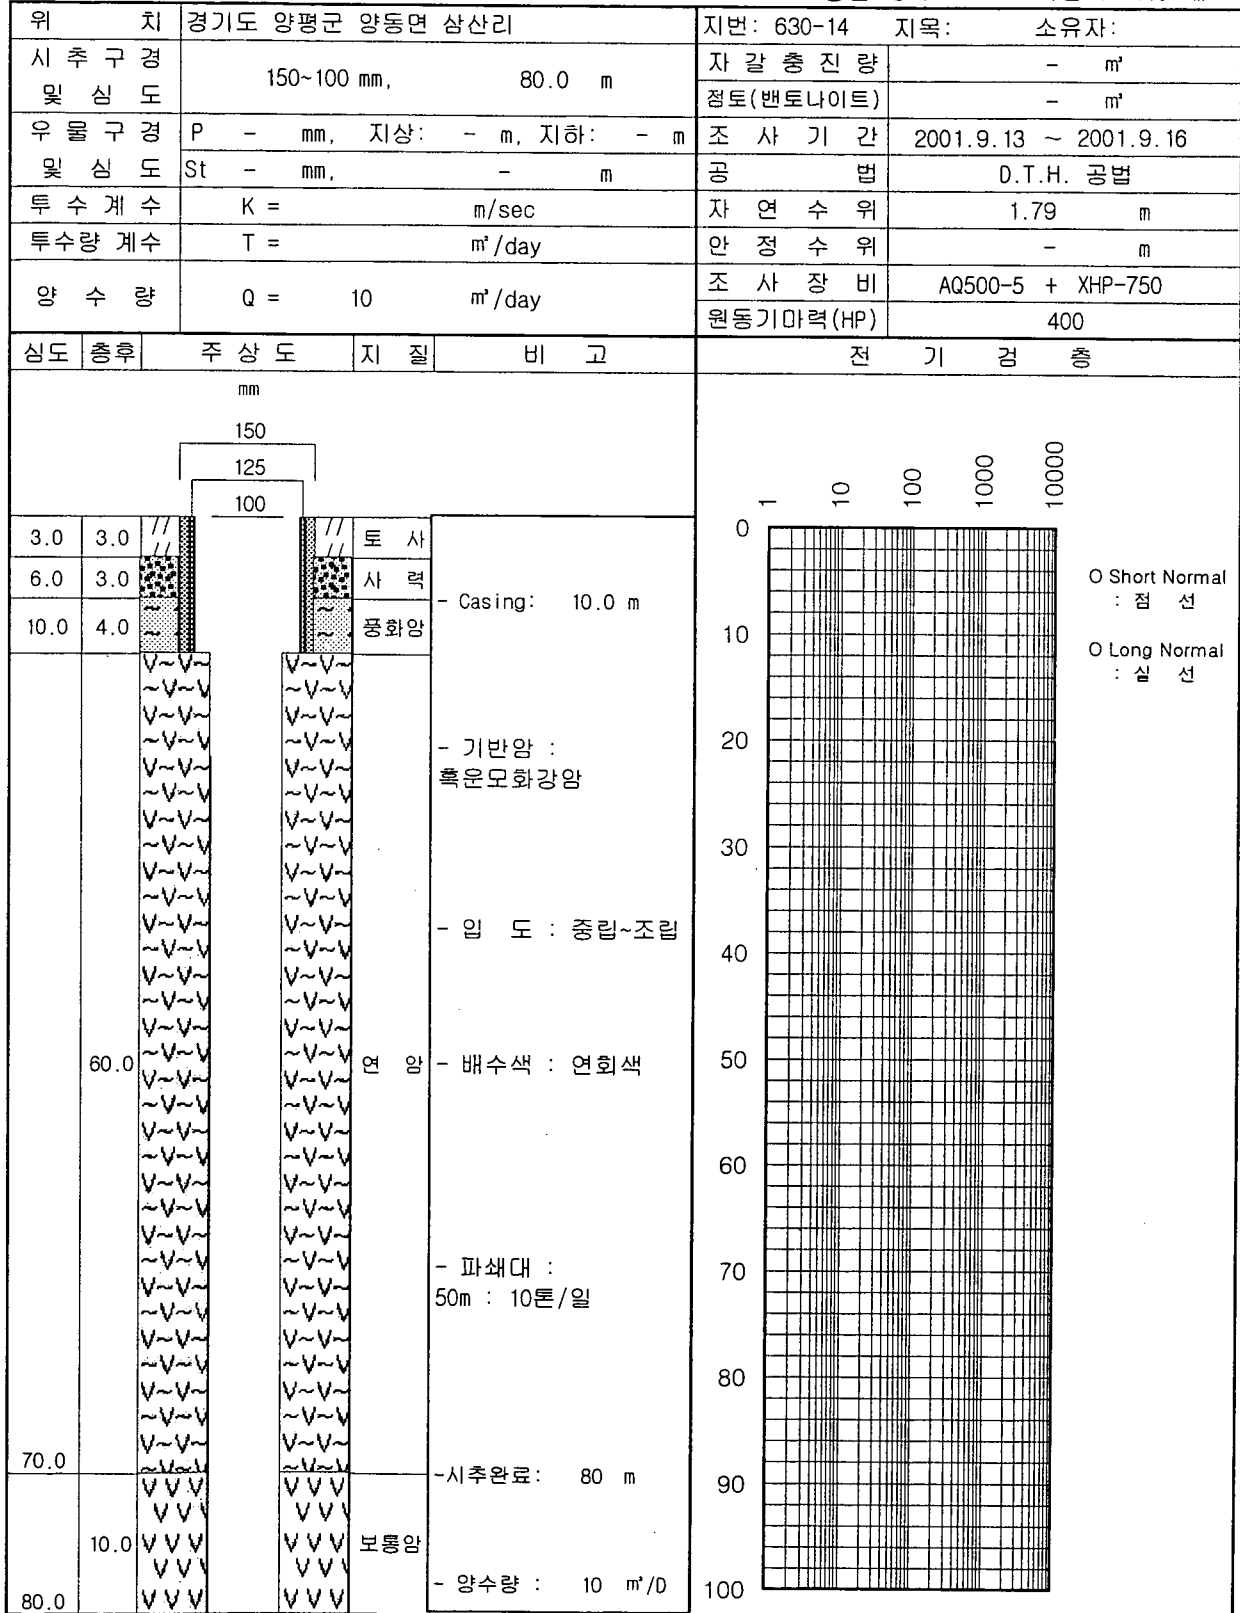 위 치 경기도 양평군 양동면 삼산리 지번: 630-14 지목: 소유자:
시추구경 및 심도 150~100 mm, 80.0 m
자갈충진량 - ㎥
점토(밴토나이트) - ㎥
우물구경 및 심도 P - mm, 지상: - m, 지하: - m
St - mm, - m
조사기간 2001.9.13 ~ 2001.9.16
공 법 D.T.H. 공법
투수계수 K = m/sec
자연수위 1.79 m
투수량 계수 T = ㎡/day
안정수위 - m
양수량 Q = 10 ㎥/day
조사장비 AQ500-5 + XHP-750
원동기마력(HP) 400
심도 층후 주상도 지질 비고 전기검층
mm
150
125
100
3.0 3.0 토사
6.0 3.0 사력
10.0 4.0 풍화암
- Casing: 10.0 m
- 기반암 :
흑운모화강암
- 입 도 : 중립~조립
60.0 연암 - 배수색 : 연회색
- 파쇄대 :
50m : 10톤/일
70.0
-시추완료: 80 m
10.0 보통암
- 양수량 : 10 ㎥/D
80.0
1 10 100 1000 10000
0
10
20
30
40
50
60
70
80
90
100
O Short Normal
: 점 선
O Long Normal
: 실 선